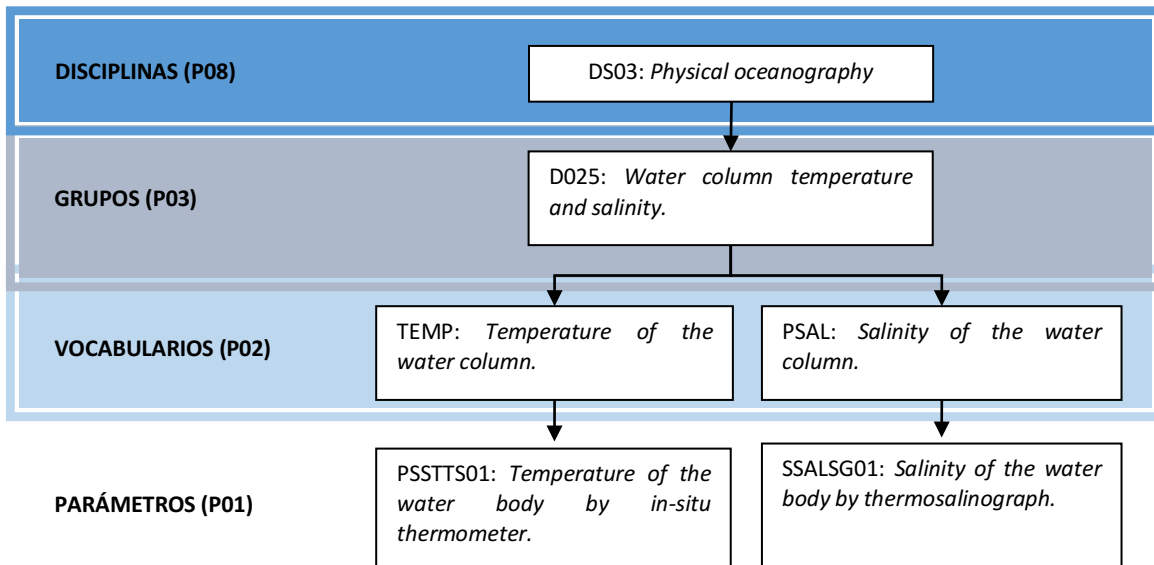 DISCIPLINAS (P08)
DS03: Physical oceanography
GRUPOS (P03)
D025: Water column temperature
and salinity.
VOCABULARIOS (P02)
TEMP: Temperature of the
water column.
PSAL: Salinity of the water
column.
PARÁMETROS (P01)
PSSTTS01: Temperature of the
water body by in-situ
thermometer.
SSALSG01: Salinity of the water
body by thermosalinograph.